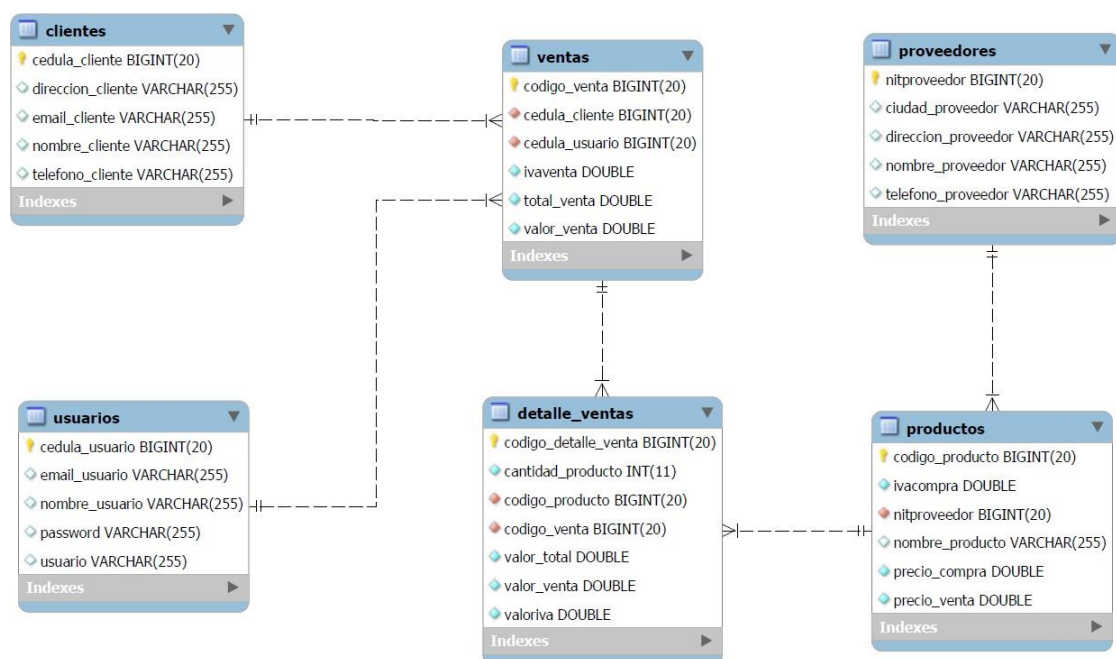 clientes
cedula_cliente BIGINT(20)
direccion_cliente VARCHAR(255)
email_cliente VARCHAR(255)
nombre_cliente VARCHAR(255)
telefono_cliente VARCHAR(255)
Indexes
ventas
codigo_venta BIGINT(20)
cedula_cliente BIGINT(20)
cedula_usuario BIGINT(20)
ivaventa DOUBLE
total_venta DOUBLE
valor_venta DOUBLE
Indexes
proveedores
nitproveedor BIGINT(20)
ciudad_proveedor VARCHAR(255)
direccion_proveedor VARCHAR(255)
nombre_proveedor VARCHAR(255)
telefono_proveedor VARCHAR(255)
Indexes
usuarios
cedula_usuario BIGINT(20)
email_usuario VARCHAR(255)
nombre_usuario VARCHAR(255)
password VARCHAR(255)
usuario VARCHAR(255)
Indexes
detalle_ventas
codigo_detalle_venta BIGINT(20)
cantidad_producto INT(11)
codigo_producto BIGINT(20)
codigo_venta BIGINT(20)
valor_total DOUBLE
valor_venta DOUBLE
valoriva DOUBLE
Indexes
productos
codigo_producto BIGINT(20)
ivacompra DOUBLE
nitproveedor BIGINT(20)
nombre_producto VARCHAR(255)
precio_compra DOUBLE
precio_venta DOUBLE
Indexes